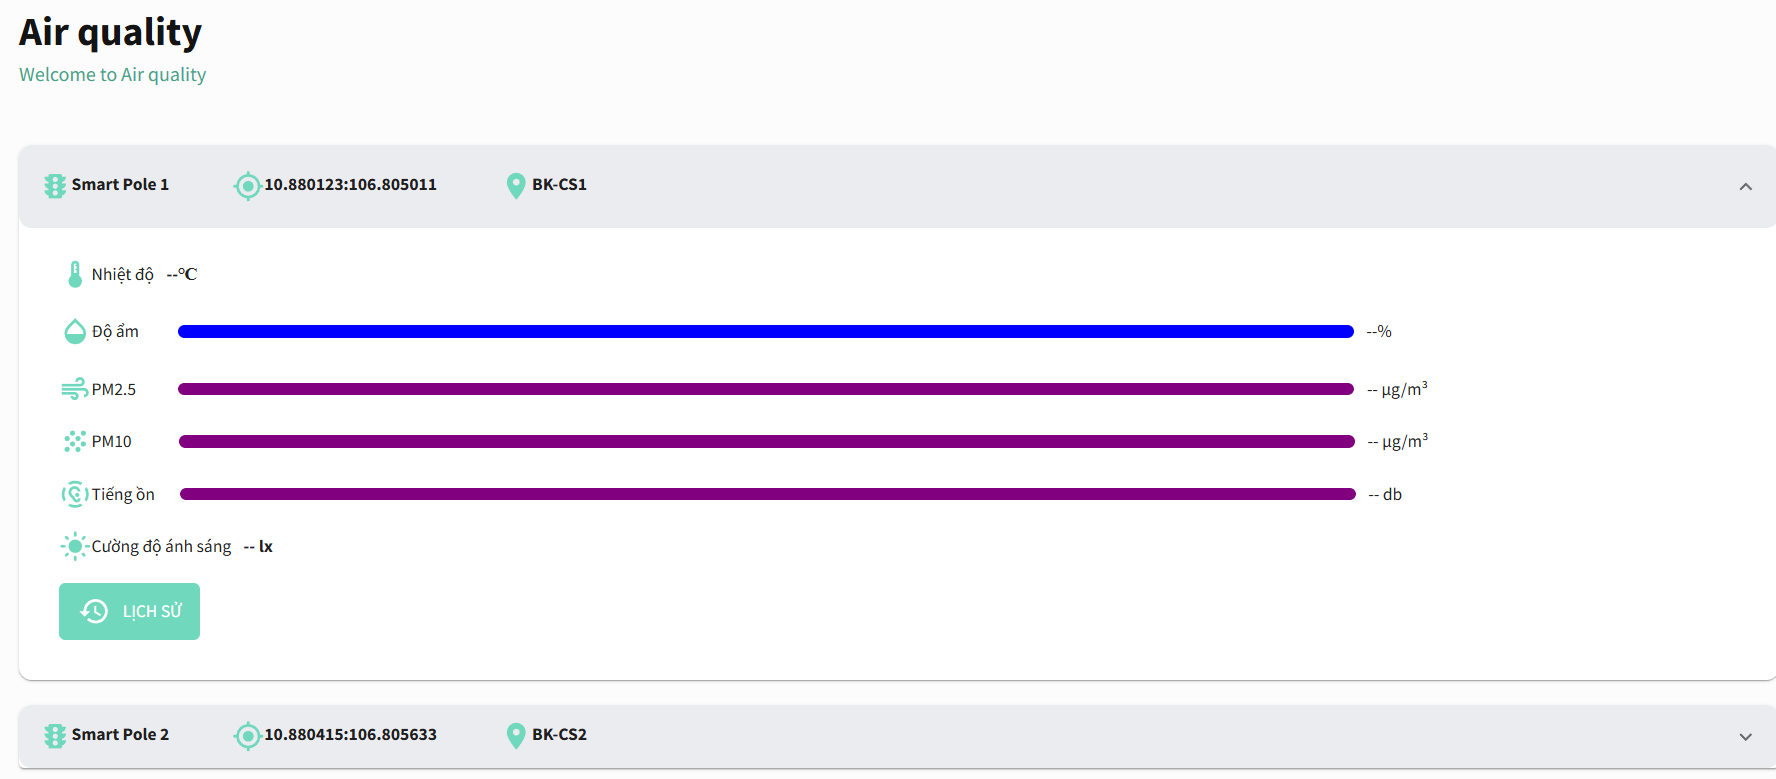 Air quality
Welcome to Air quality
Smart Pole 1 10.880123:106.805011 BK-CS1
Nhiệt độ --°C
Độ ẩm --%
PM2.5 -- µg/m³
PM10 -- µg/m³
Tiếng ồn -- db
Cường độ ánh sáng -- lx
LỊCH SỬ
Smart Pole 2 10.880415:106.805633 BK-CS2